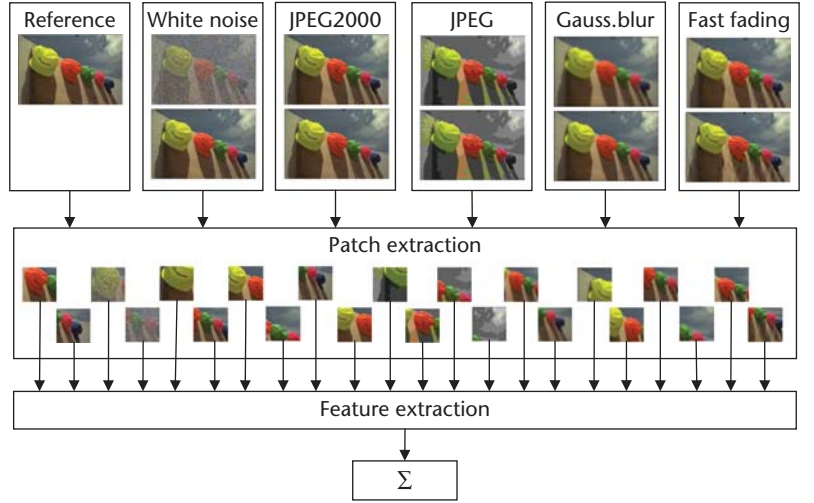 Reference
White noise
JPEG2000
JPEG
Gauss.blur
Fast fading
Patch extraction
Feature extraction
Σ